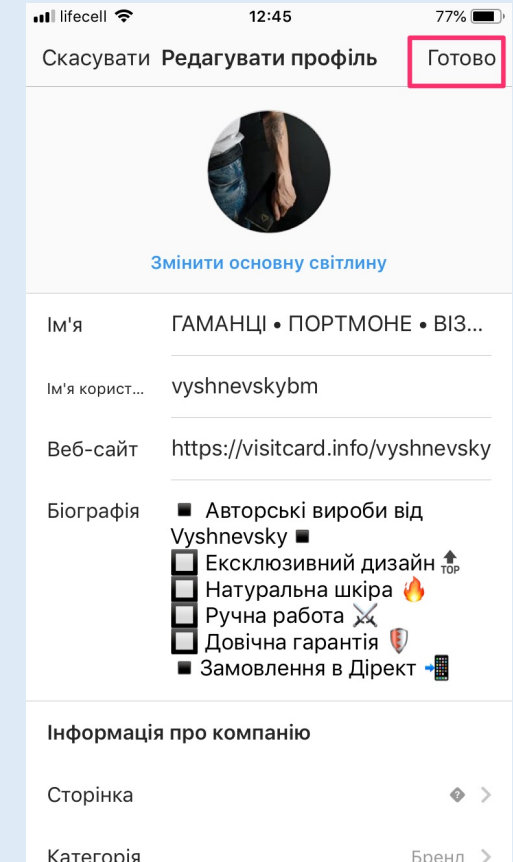 lifecell 12:45 77%
Скасувати Редагувати профіль Готово
Змінити основну світлину
Ім'я ГАМАНЦІ • ПОРТМОНЕ • ВІЗ...
Ім'я корист... vyshnevskybm
Веб-сайт https://visitcard.info/vyshnevsky
Біографія ▪️ Авторські вироби від
Vyshnevsky ◾
🔲 Ексклюзивний дизайн 🔝
🔲 Натуральна шкіра 🔥
🔲 Ручна работа ⚔️
🔲 Довічна гарантія 🛡
◾ Замовлення в Дірект 📲
Інформація про компанію
Сторінка
Категорія Бренд